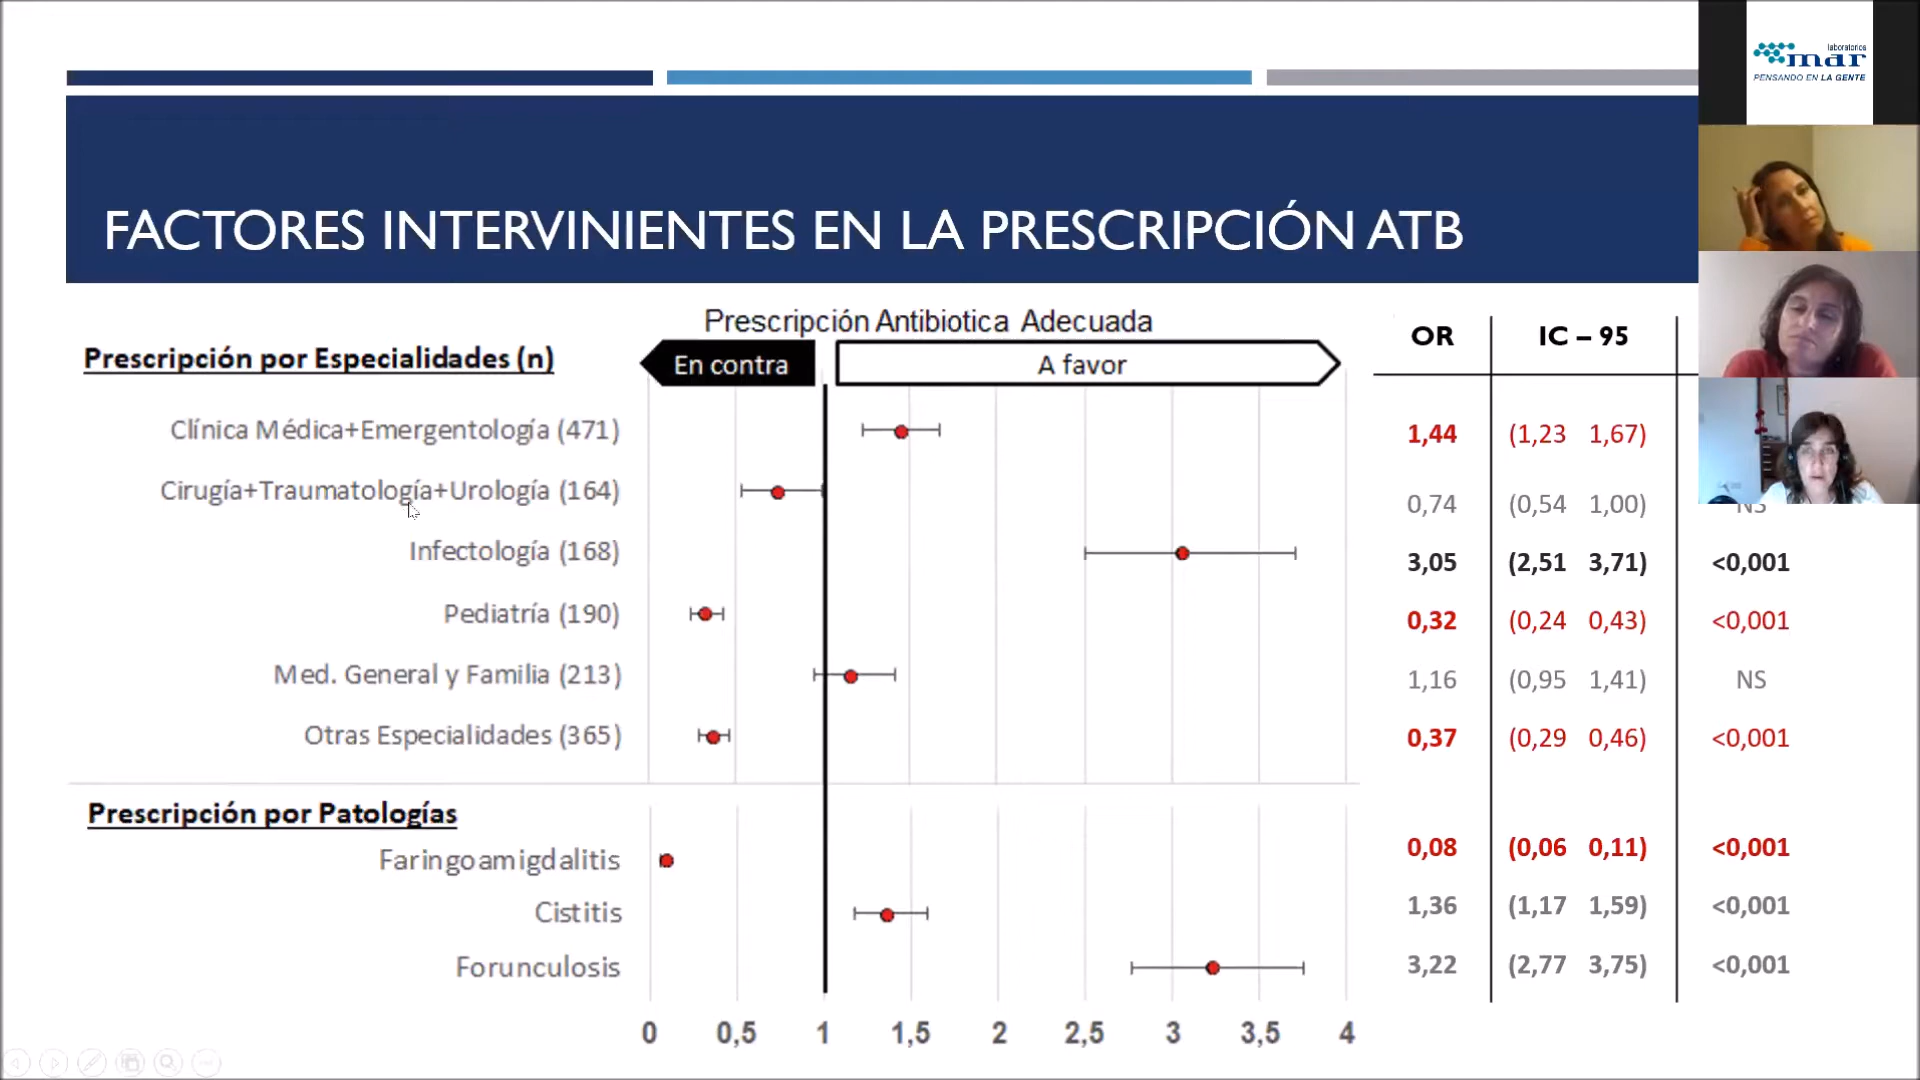 laboratorios
mar
PENSANDO EN LA GENTE
FACTORES INTERVINIENTES EN LA PRESCRIPCIÓN ATB
Prescripción Antibiotica Adecuada
OR IC – 95
Prescripción por Especialidades (n)
En contra A favor
Clínica Médica+Emergentología (471) 1,44 (1,23 1,67)
Cirugía+Traumatología+Urología (164) 0,74 (0,54 1,00) NS
Infectología (168) 3,05 (2,51 3,71) <0,001
Pediatría (190) 0,32 (0,24 0,43) <0,001
Med. General y Familia (213) 1,16 (0,95 1,41) NS
Otras Especialidades (365) 0,37 (0,29 0,46) <0,001
Prescripción por Patologías
Faringoamigdalitis 0,08 (0,06 0,11) <0,001
Cistitis 1,36 (1,17 1,59) <0,001
Forunculosis 3,22 (2,77 3,75) <0,001
0 0,5 1 1,5 2 2,5 3 3,5 4